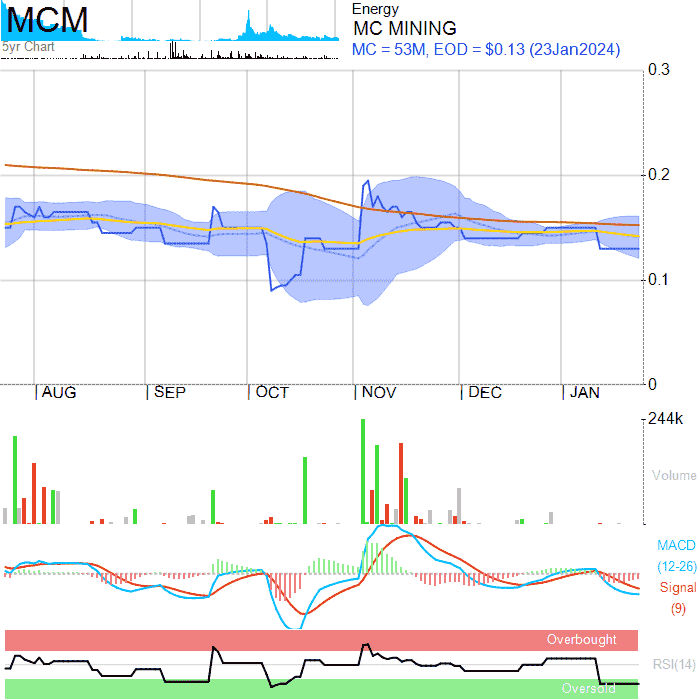 MCM
5yr Chart
Energy
MC MINING
MC = 53M, EOD = $0.13 (23Jan2024)
0.3
0.2
0.1
0
AUG
SEP
OCT
NOV
DEC
JAN
244k
Volume
MACD
(12-26)
Signal
(9)
Overbought
RSI(14)
Oversold